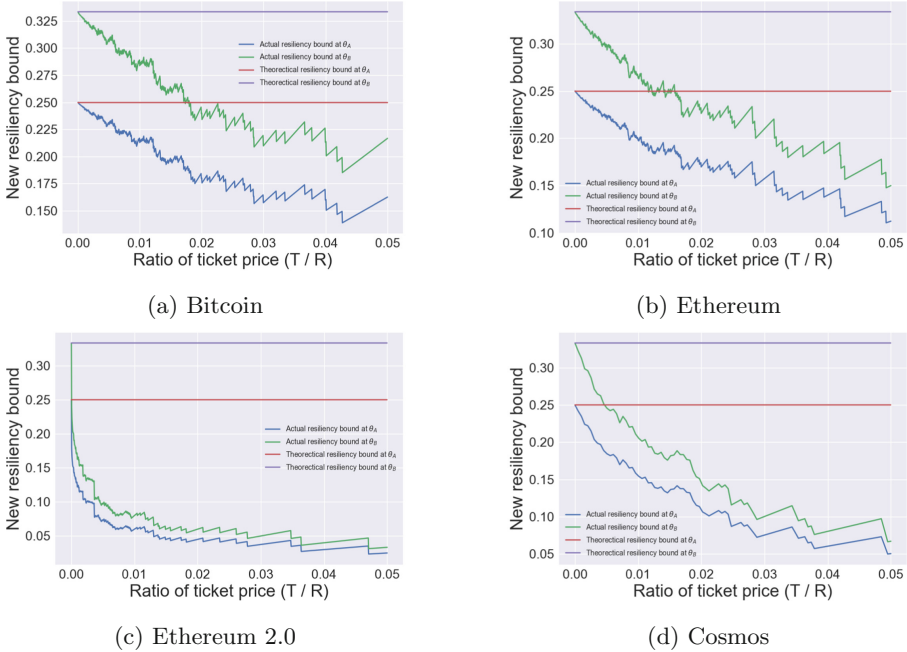 New resiliency bound
0.325
0.300
0.275
0.250
0.225
0.200
0.175
0.150
Actual resiliency bound at θA
Actual resiliency bound at θB
Theorectical resiliency bound at θA
Theorectical resiliency bound at θB
0.00 0.01 0.02 0.03 0.04 0.05
Ratio of ticket price (T / R)
(a) Bitcoin
New resiliency bound
0.30
0.25
0.20
0.15
0.10
Actual resiliency bound at θA
Actual resiliency bound at θB
Theorectical resiliency bound at θA
Theorectical resiliency bound at θB
0.00 0.01 0.02 0.03 0.04 0.05
Ratio of ticket price (T / R)
(b) Ethereum
New resiliency bound
0.30
0.25
0.20
0.15
0.10
0.05
Actual resiliency bound at θA
Actual resiliency bound at θB
Theorectical resiliency bound at θA
Theorectical resiliency bound at θB
0.00 0.01 0.02 0.03 0.04 0.05
Ratio of ticket price (T / R)
(c) Ethereum 2.0
New resiliency bound
0.30
0.25
0.20
0.15
0.10
0.05
Actual resiliency bound at θA
Actual resiliency bound at θB
Theorectical resiliency bound at θA
Theorectical resiliency bound at θB
0.00 0.01 0.02 0.03 0.04 0.05
Ratio of ticket price (T / R)
(d) Cosmos